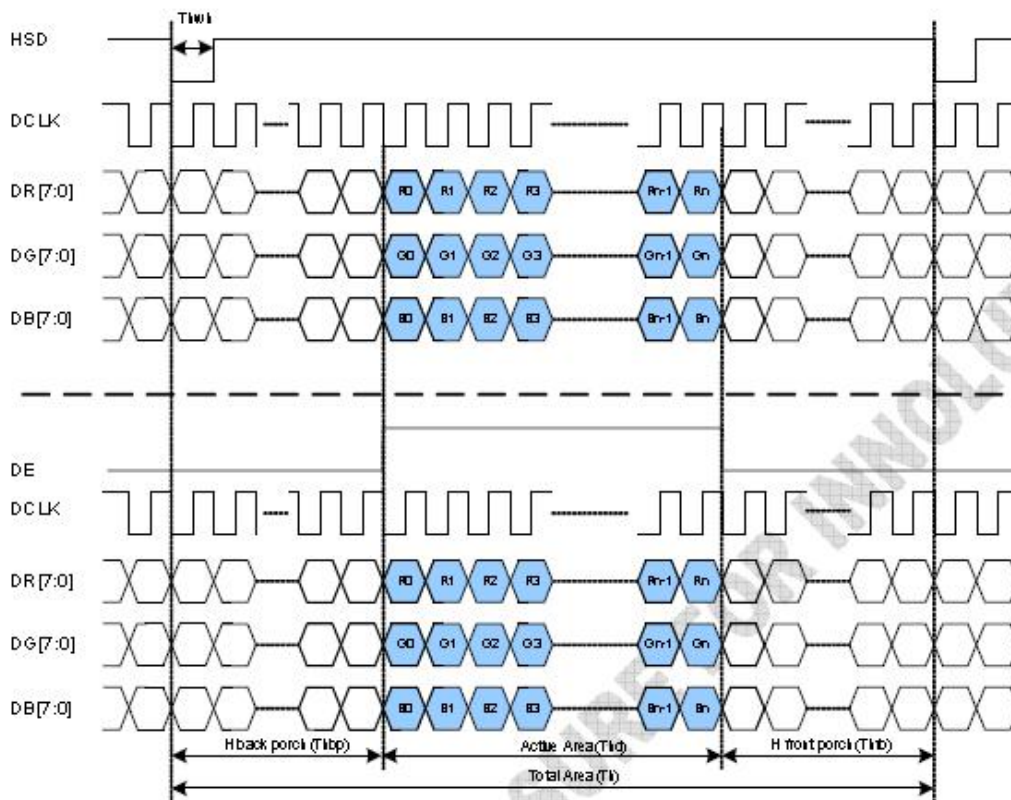 Thwh
HSD
DCLK
DR[7:0] R0 R1 R2 R3 Rn-1 Rn
DG[7:0] G0 G1 G2 G3 Gn-1 Gn
DB[7:0] B0 B1 B2 B3 Bn-1 Bn
DE
DCLK
DR[7:0] R0 R1 R2 R3 Rn-1 Rn
DG[7:0] G0 G1 G2 G3 Gn-1 Gn
DB[7:0] B0 B1 B2 B3 Bn-1 Bn
H back porch (Thbp) Active Area (Thd) H front porch (Thfb)
Total Area (Th)
SURE FOR INNOLU